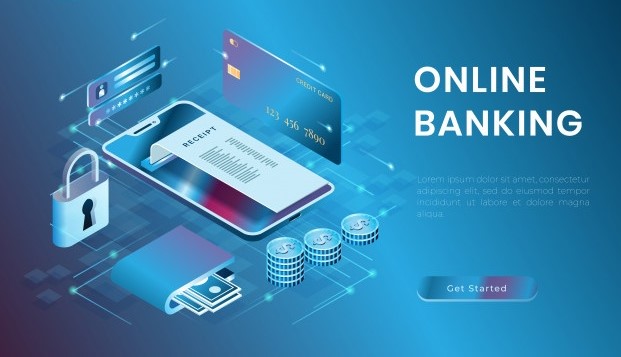 ONLINE
BANKING
Lorem ipsum dolor sit amet, consectetur
adipiscing elit, sed do eiusmod tempor
incididunt ut labore et dolore magna
aliqua.
Get Started
CREDIT CARD
123 456 7890
RECEIPT